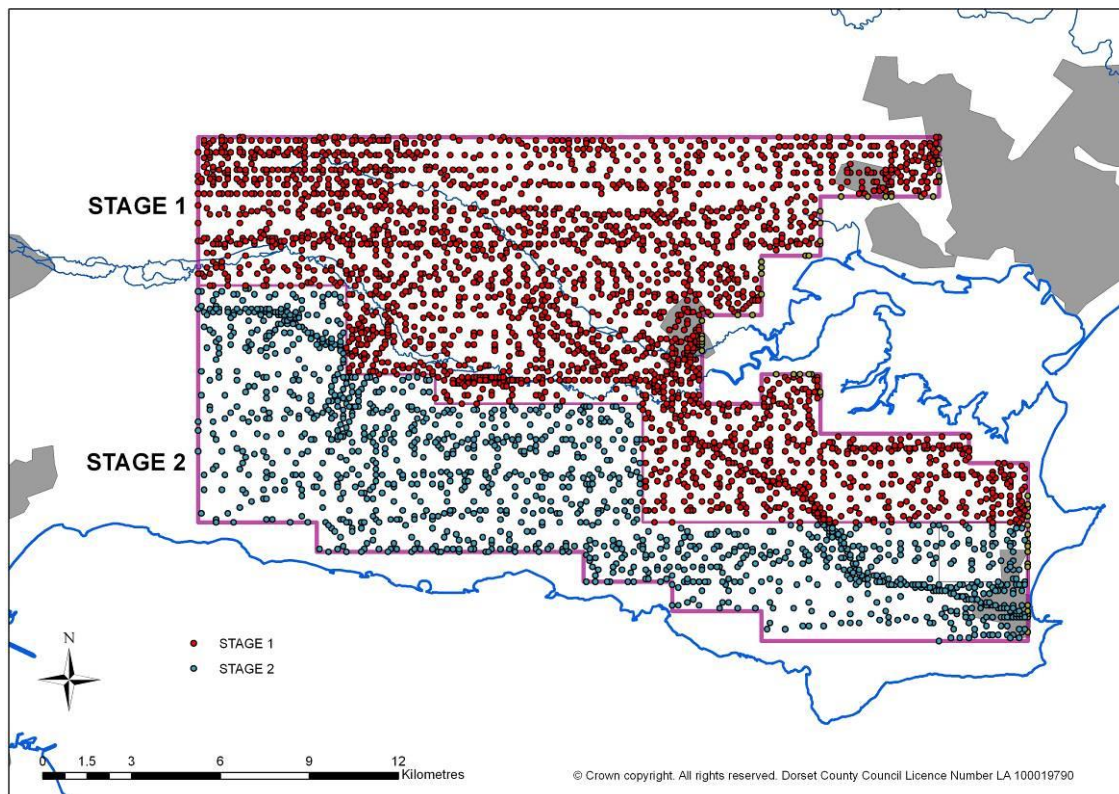 STAGE 1
STAGE 2
N
STAGE 1
STAGE 2
0 1.5 3 6 9 12
Kilometres
© Crown copyright. All rights reserved. Dorset County Council Licence Number LA 100019790